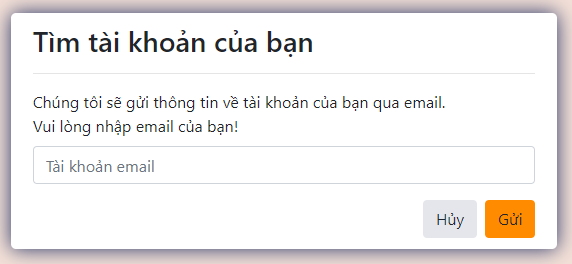 Tìm tài khoản của bạn
Chúng tôi sẽ gửi thông tin về tài khoản của bạn qua email.
Vui lòng nhập email của bạn!
Tài khoản email
Hủy
Gửi